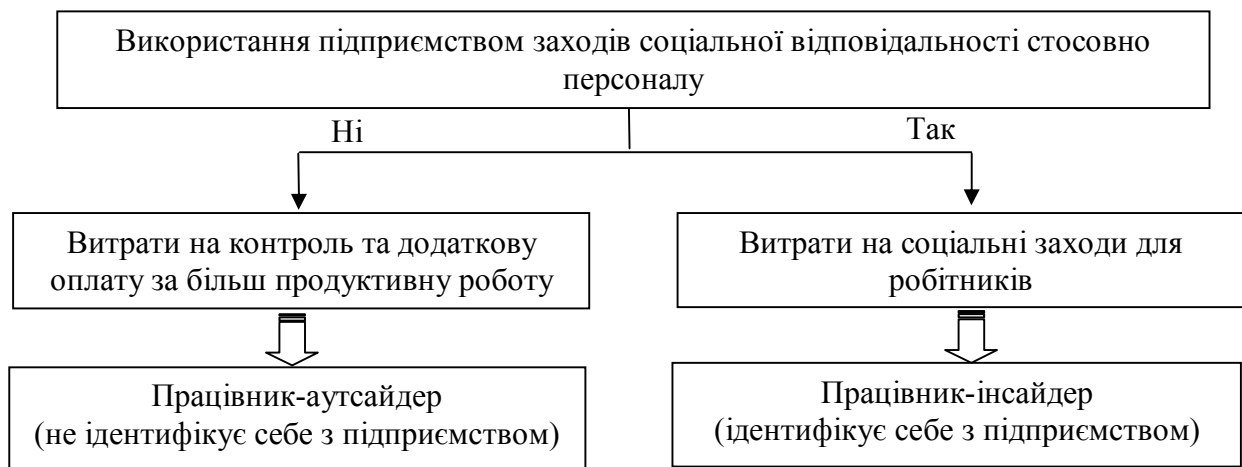 Використання підприємством заходів соціальної відповідальності стосовно
персоналу
Ні
Так
Витрати на контроль та додаткову
оплату за більш продуктивну роботу
Витрати на соціальні заходи для
робітників
Працівник-аутсайдер
(не ідентифікує себе з підприємством)
Працівник-інсайдер
(ідентифікує себе з підприємством)